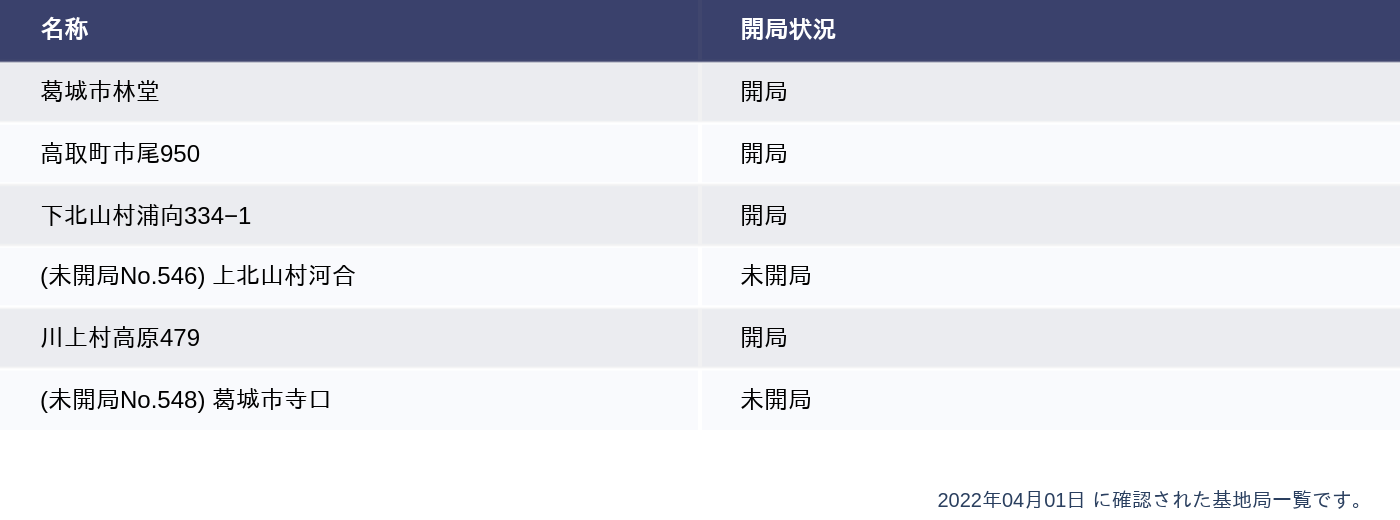 名称 開局状況
葛城市林堂 開局
高取町市尾950 開局
下北山村浦向334−1 開局
(未開局No.546) 上北山村河合 未開局
川上村高原479 開局
(未開局No.548) 葛城市寺口 未開局
2022年04月01日 に確認された基地局一覧です。